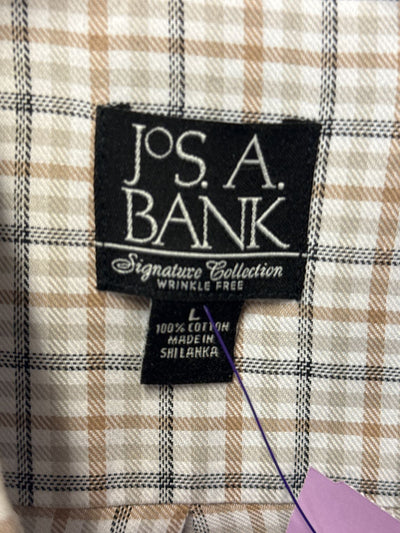 JoS. A.
BANK
Signature Collection
WRINKLE FREE
L
100% COTTON
MADE IN
SRI LANKA